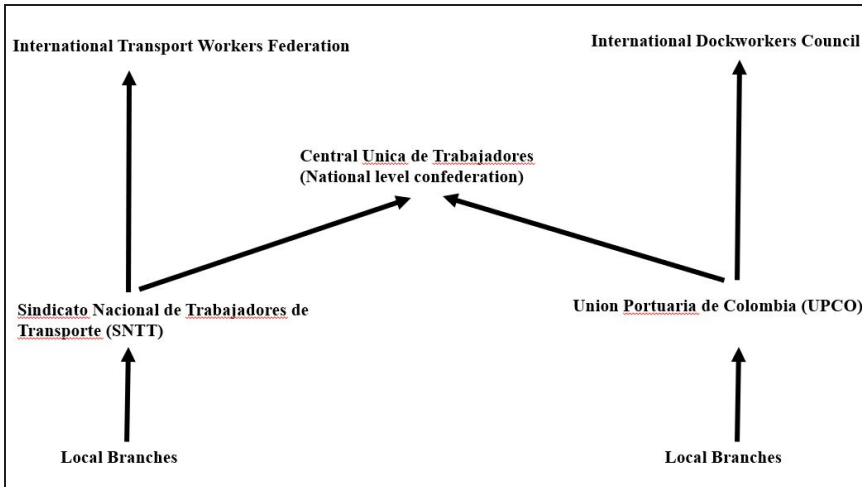 International Transport Workers Federation
International Dockworkers Council
Central Unica de Trabajadores
(National level confederation)
Sindicato Nacional de Trabajadores de
Transporte (SNTT)
Union Portuaria de Colombia (UPCO)
Local Branches
Local Branches